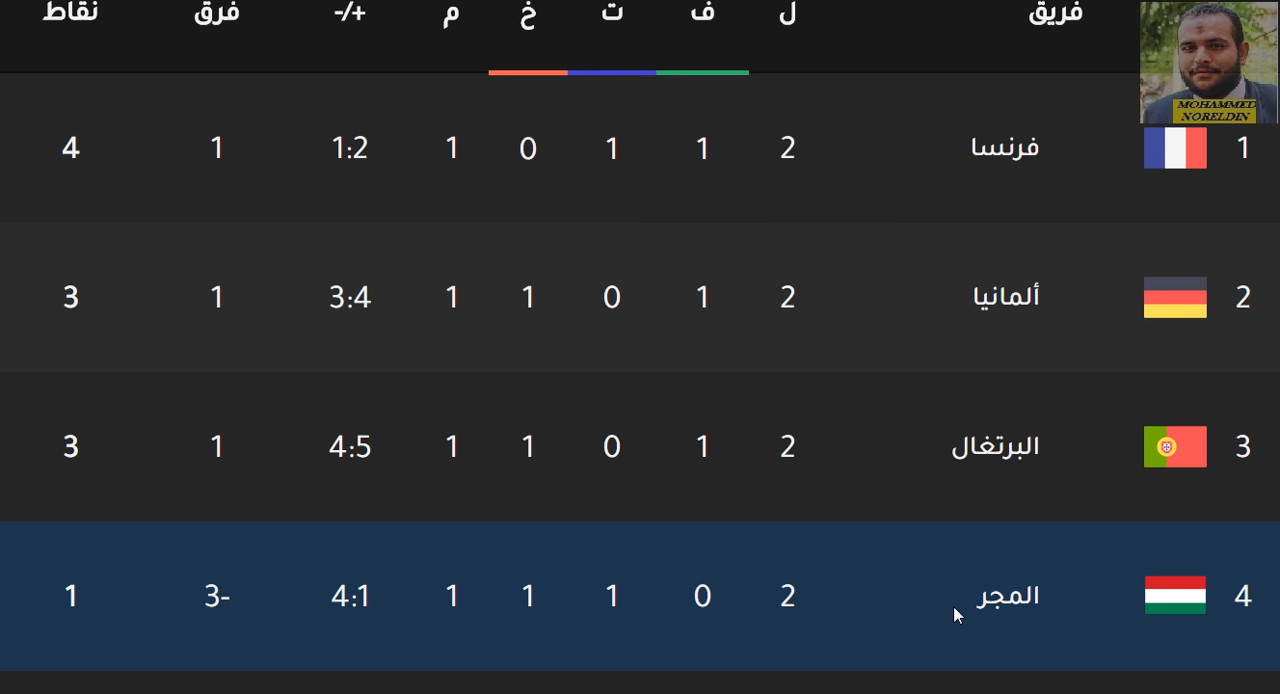 فريق ل ف ت خ م +/- فرق نقاط
MOHAMMED
NORELDIN
1 فرنسا 2 1 1 0 1 1:2 1 4
2 ألمانيا 2 1 0 1 1 3:4 1 3
3 البرتغال 2 1 0 1 1 4:5 1 3
4 المجر 2 0 1 1 1 4:1 3- 1